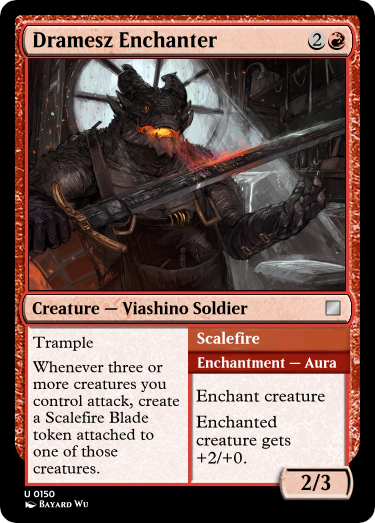 Dramesz Enchanter 2
Creature — Viashino Soldier
Trample
Whenever three or
more creatures you
control attack, create
a Scalefire Blade
token attached to
one of those
creatures.
Scalefire
Enchantment — Aura
Enchant creature
Enchanted
creature gets
+2/+0.
2/3
U 0150
Bayard Wu